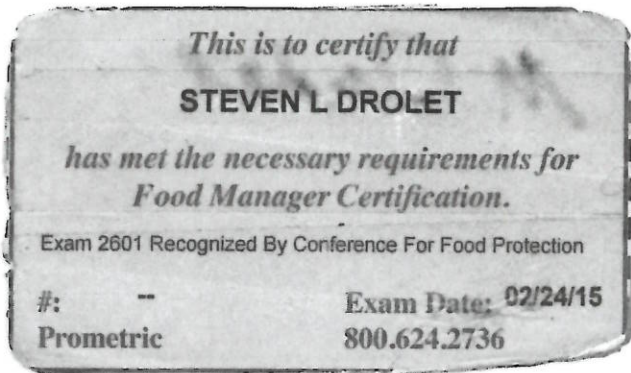 This is to certify that
STEVEN L DROLET
has met the necessary requirements for
Food Manager Certification.
Exam 2601 Recognized By Conference For Food Protection
#: -- Exam Date: 02/24/15
Prometric 800.624.2736